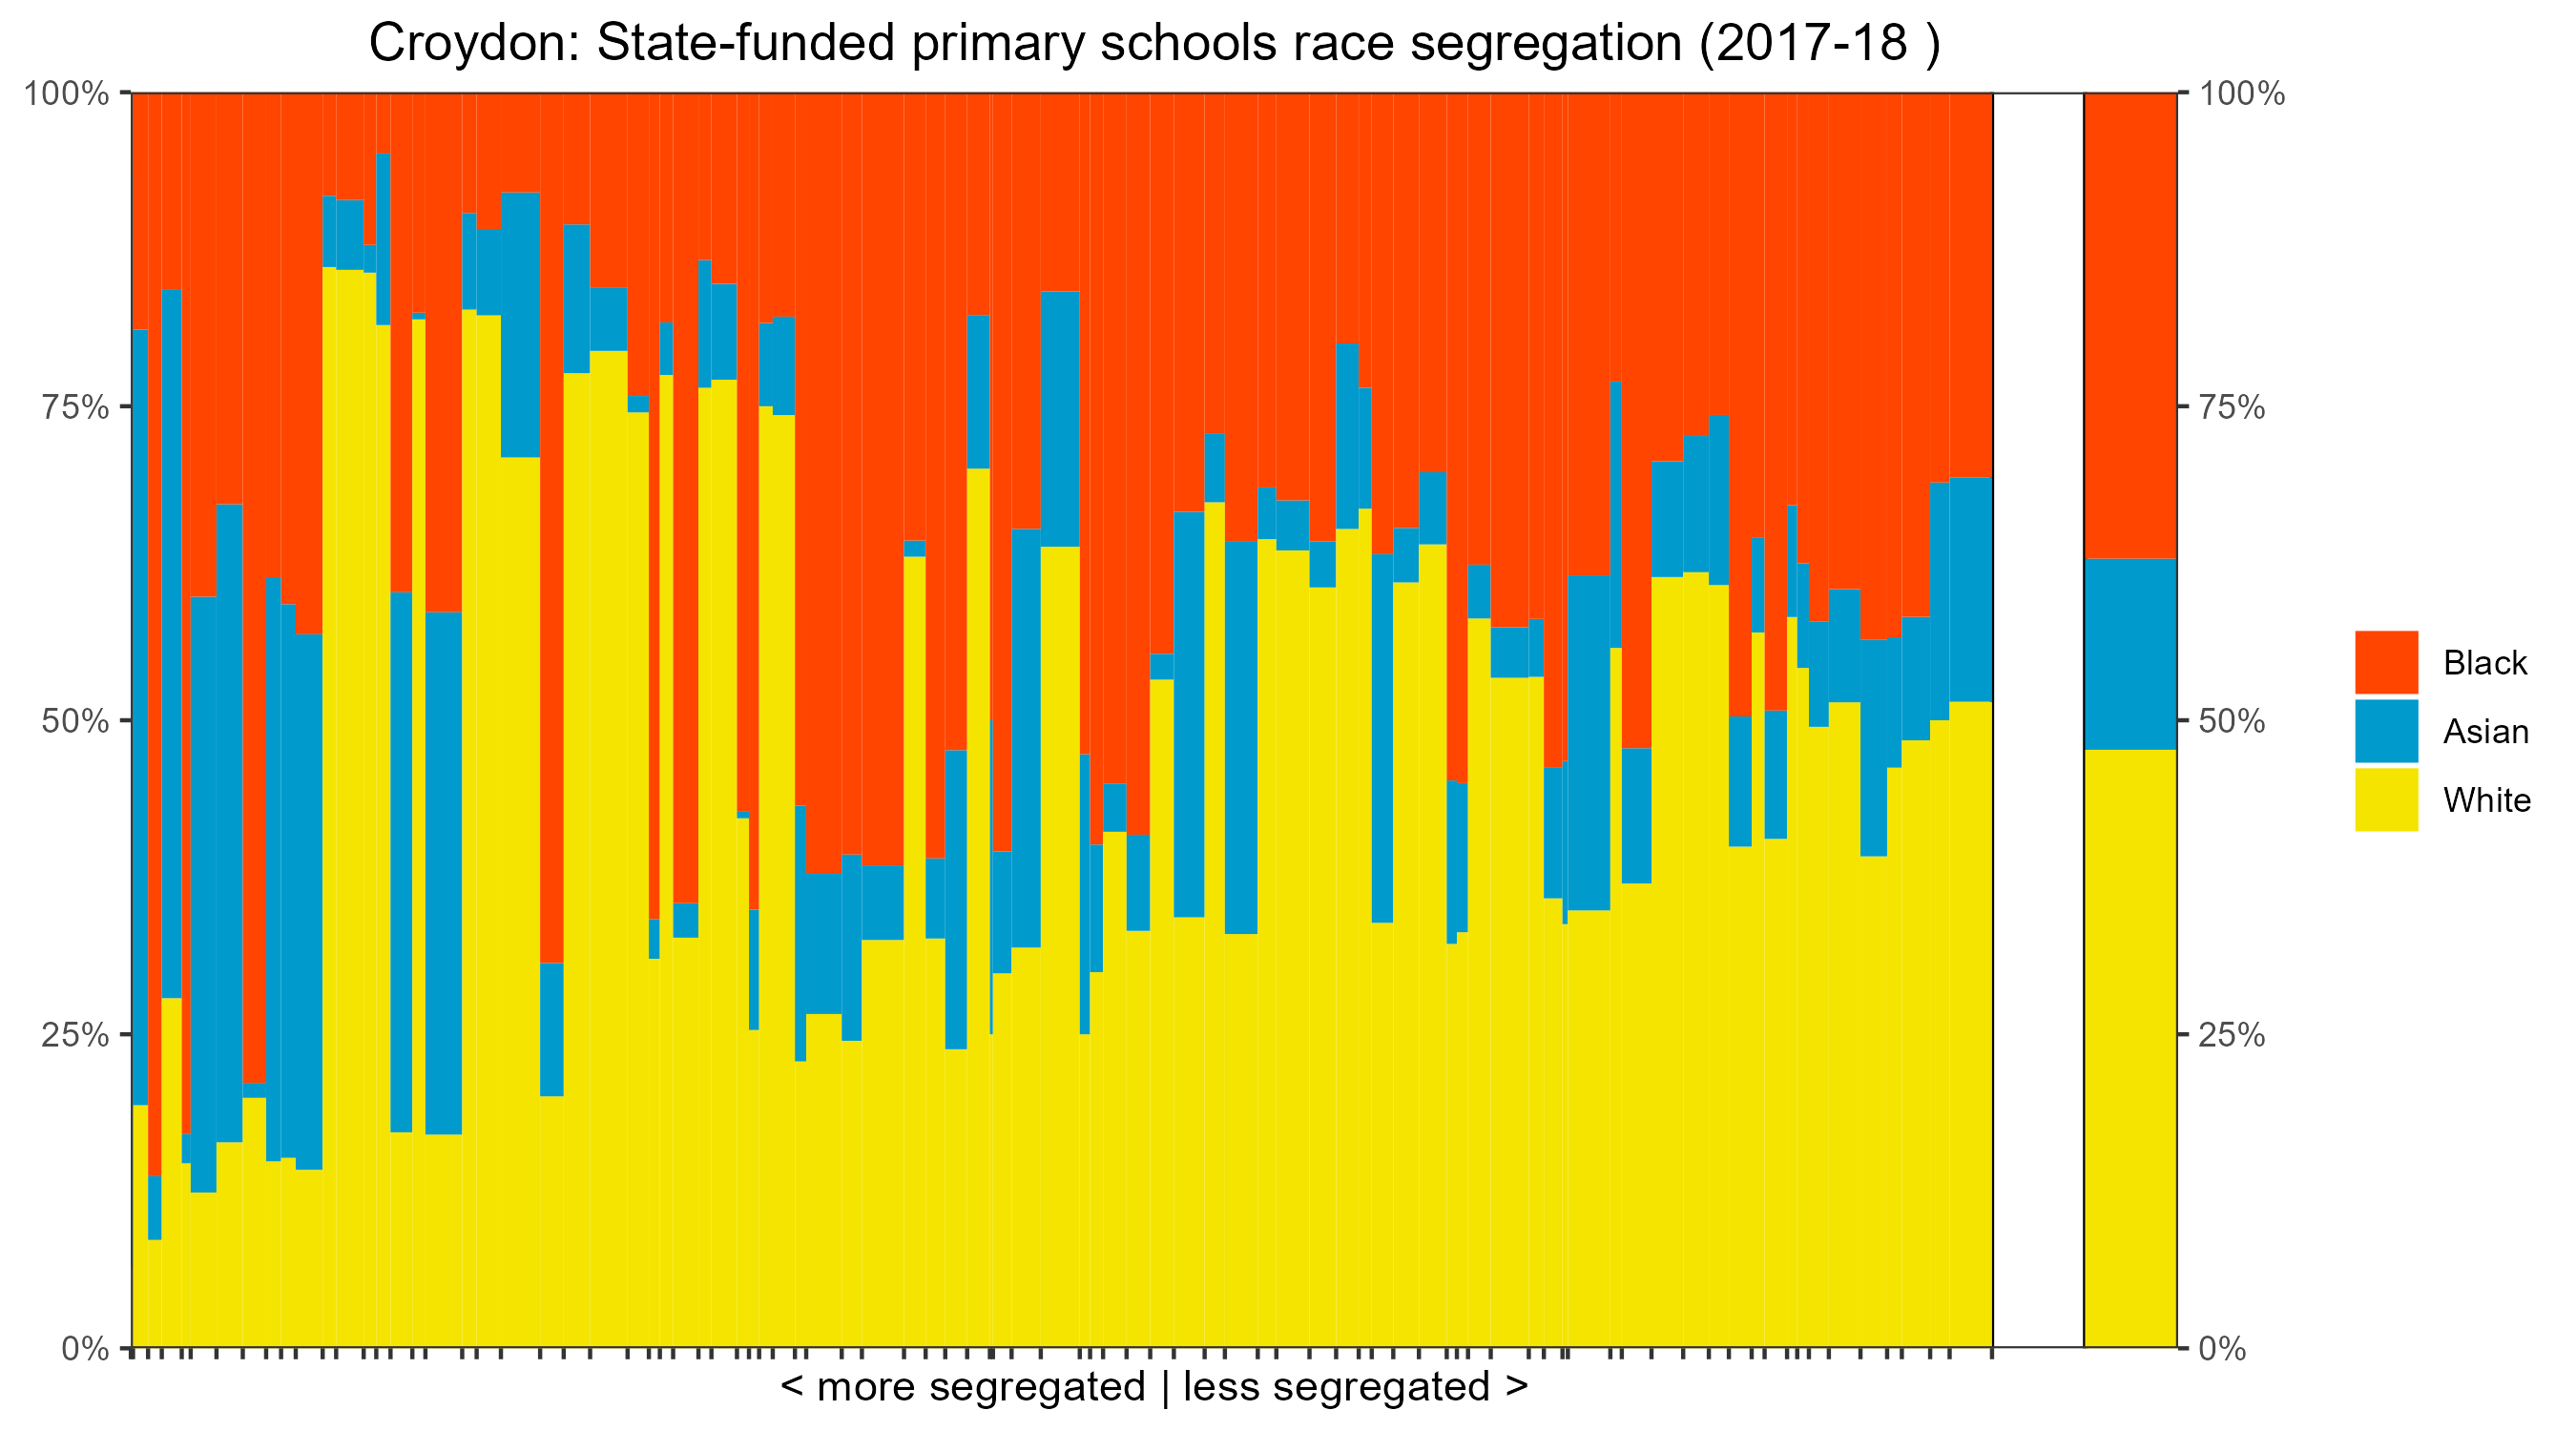 Croydon: State-funded primary schools race segregation (2017-18 )
100%
75%
50%
25%
0%
100%
75%
50%
25%
0%
Black
Asian
White
< more segregated | less segregated >